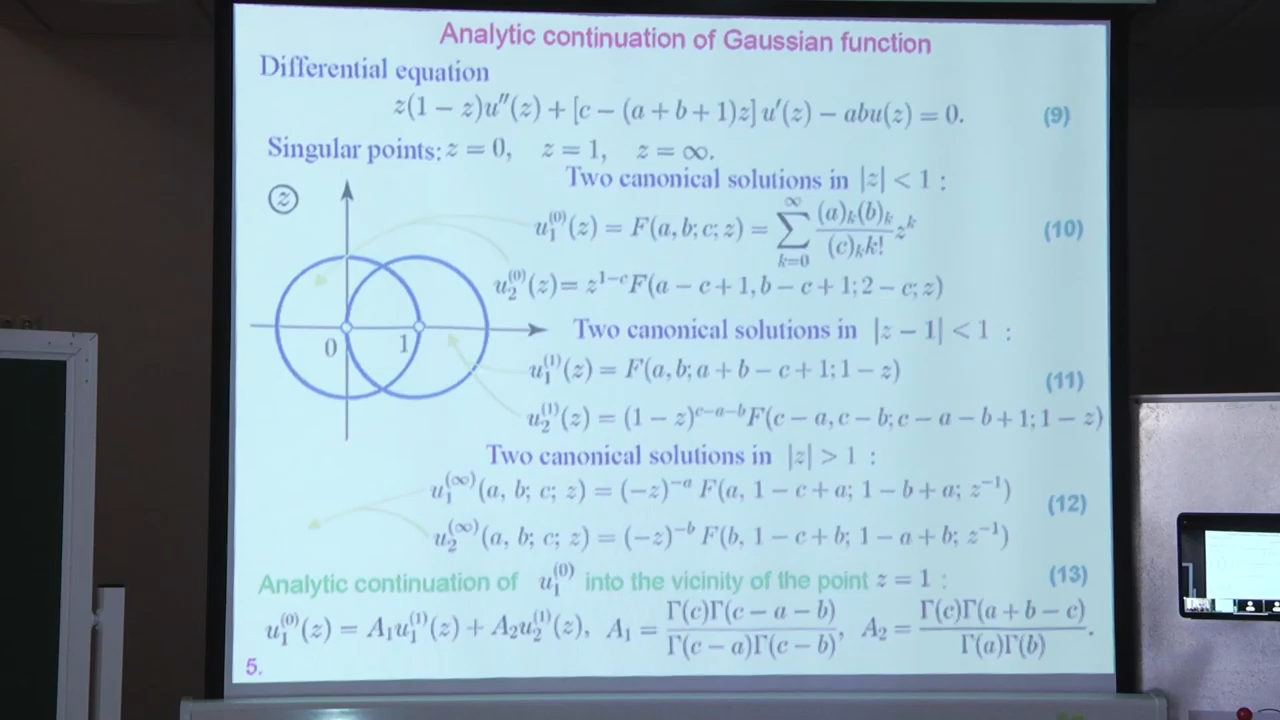 Analytic continuation of Gaussian function
Differential equation
z(1 − z)u″(z) + [c − (a + b + 1)z] u′(z) − abu(z) = 0. (9)
Singular points: z = 0, z = 1, z = ∞.
Two canonical solutions in |z| < 1 :
z
u₁⁽⁰⁾(z) = F(a, b; c; z) = ∑_{k=0}^{∞} (a)ₖ(b)ₖ / (c)ₖk! zᵏ (10)
u₂⁽⁰⁾(z) = z^{1−c}F(a − c + 1, b − c + 1; 2 − c; z)
Two canonical solutions in |z − 1| < 1 :
0 1
u₁⁽¹⁾(z) = F(a, b; a + b − c + 1; 1 − z) (11)
u₂⁽¹⁾(z) = (1 − z)^{c−a−b}F(c − a, c − b; c − a − b + 1; 1 − z)
Two canonical solutions in |z| > 1 :
u₁^{(∞)}(a, b; c; z) = (−z)^{−a} F(a, 1 − c + a; 1 − b + a; z^{−1}) (12)
u₂^{(∞)}(a, b; c; z) = (−z)^{−b} F(b, 1 − c + b; 1 − a + b; z^{−1})
Analytic continuation of u₁⁽⁰⁾ into the vicinity of the point z = 1 : (13)
u₁⁽⁰⁾(z) = A₁u₁⁽¹⁾(z) + A₂u₂⁽¹⁾(z), A₁ = Γ(c)Γ(c − a − b) / Γ(c − a)Γ(c − b), A₂ = Γ(c)Γ(a + b − c) / Γ(a)Γ(b).
5.